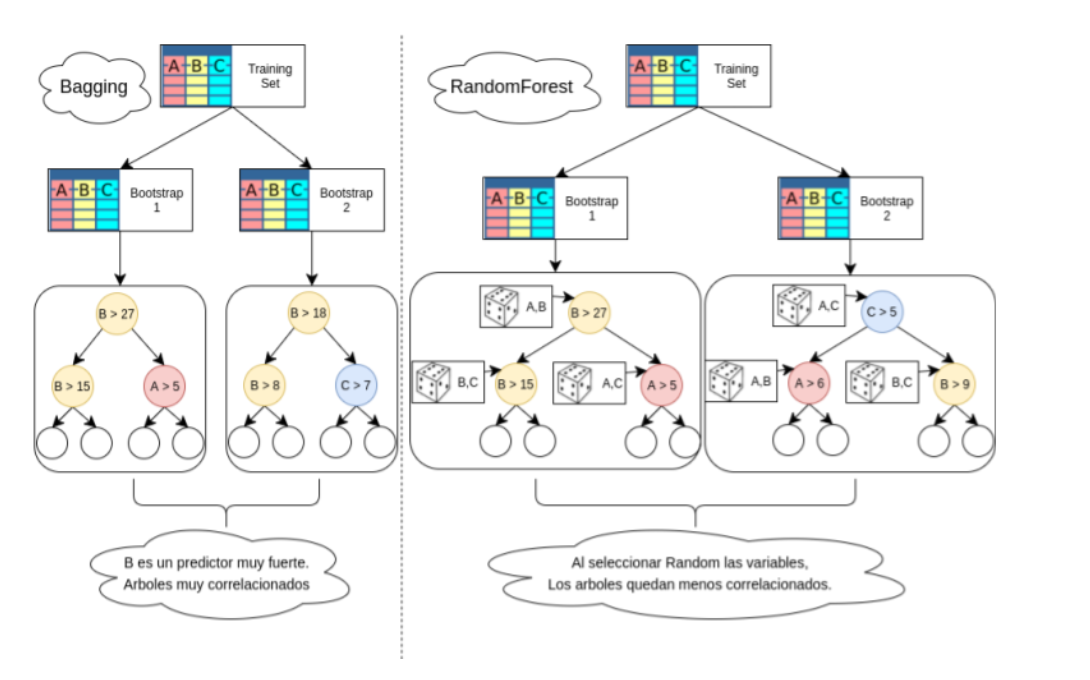 Bagging
A B C
Training
Set
A B C
Bootstrap
1
A B C
Bootstrap
2
B > 27
B > 15
A > 5
B > 18
B > 8
C > 7
B es un predictor muy fuerte.
Arboles muy correlacionados
RandomForest
A B C
Training
Set
A B C
Bootstrap
1
A B C
Bootstrap
2
A,B
B > 27
B,C
B > 15
A,C
A > 5
A,C
C > 5
A,B
A > 6
B,C
B > 9
Al seleccionar Random las variables,
Los arboles quedan menos correlacionados.